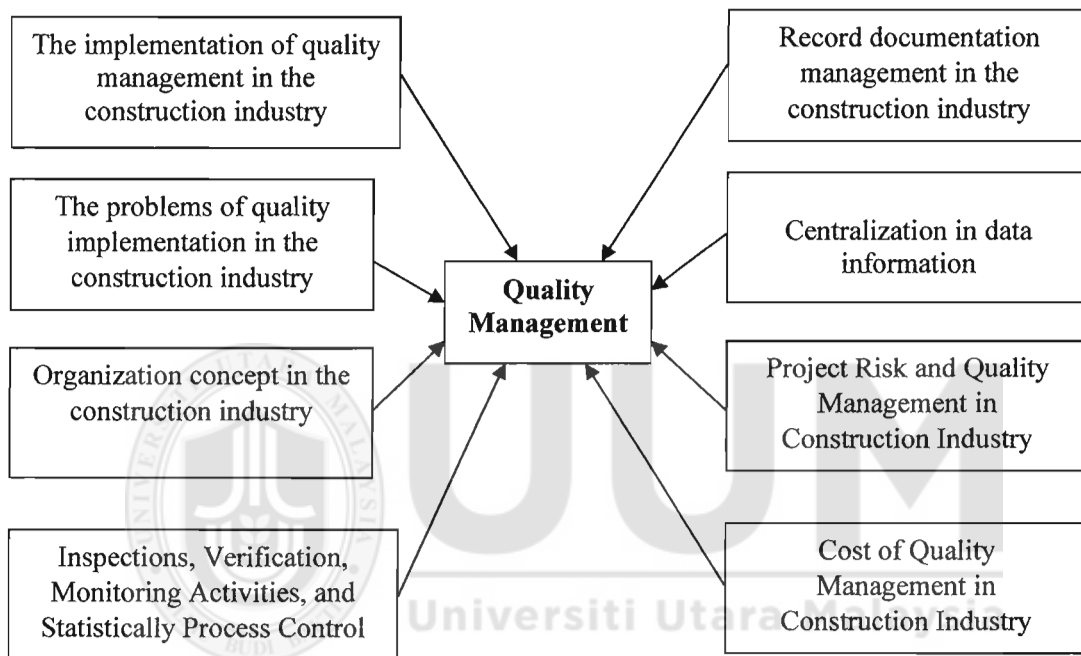 The implementation of quality
management in the
construction industry
Record documentation
management in the
construction industry
The problems of quality
implementation in the
construction industry
Centralization in data
information
Quality
Management
Organization concept in the
construction industry
Project Risk and Quality
Management in
Construction Industry
Inspections, Verification,
Monitoring Activities, and
Statistically Process Control
Cost of Quality
Management in
Construction Industry
UUM
Universiti Utara Malaysia